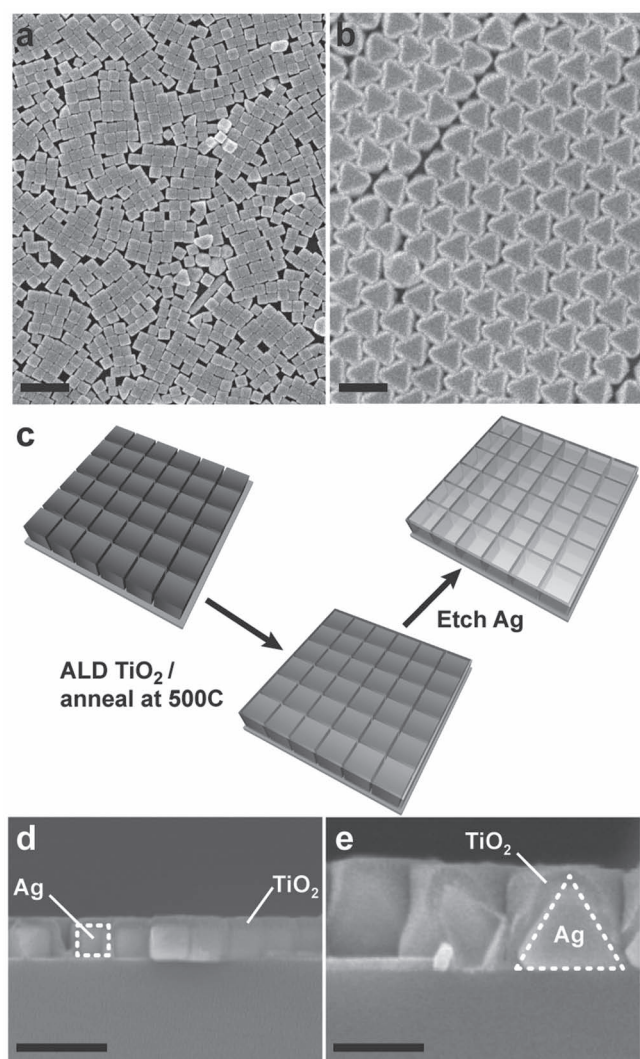 a
b
c
ALD TiO₂ /
anneal at 500C
Etch Ag
d
Ag
TiO₂
e
TiO₂
Ag